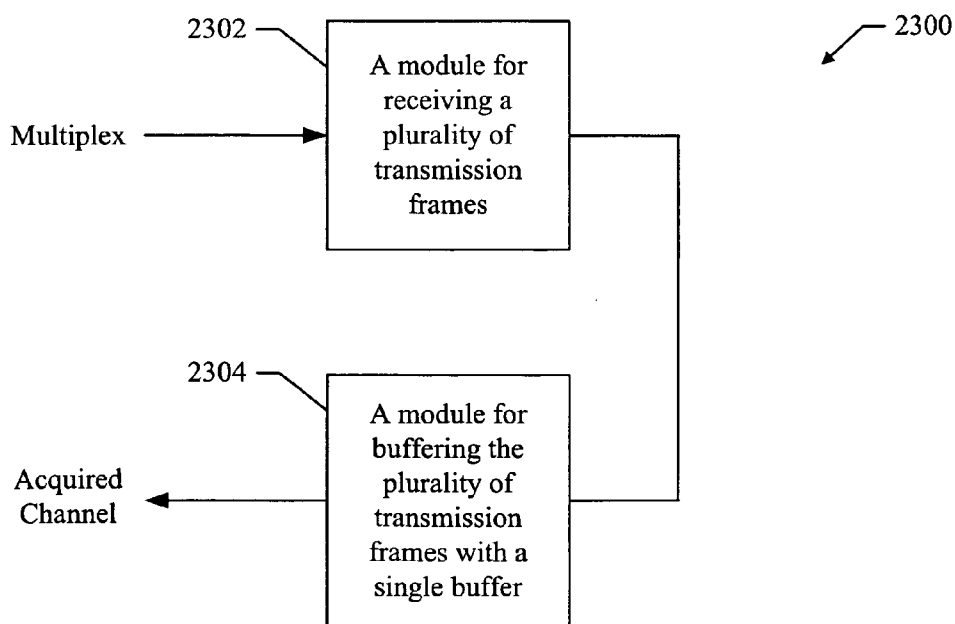 2302
2300
A module for
receiving a
plurality of
transmission
frames
Multiplex
2304
A module for
buffering the
plurality of
transmission
frames with a
single buffer
Acquired
Channel